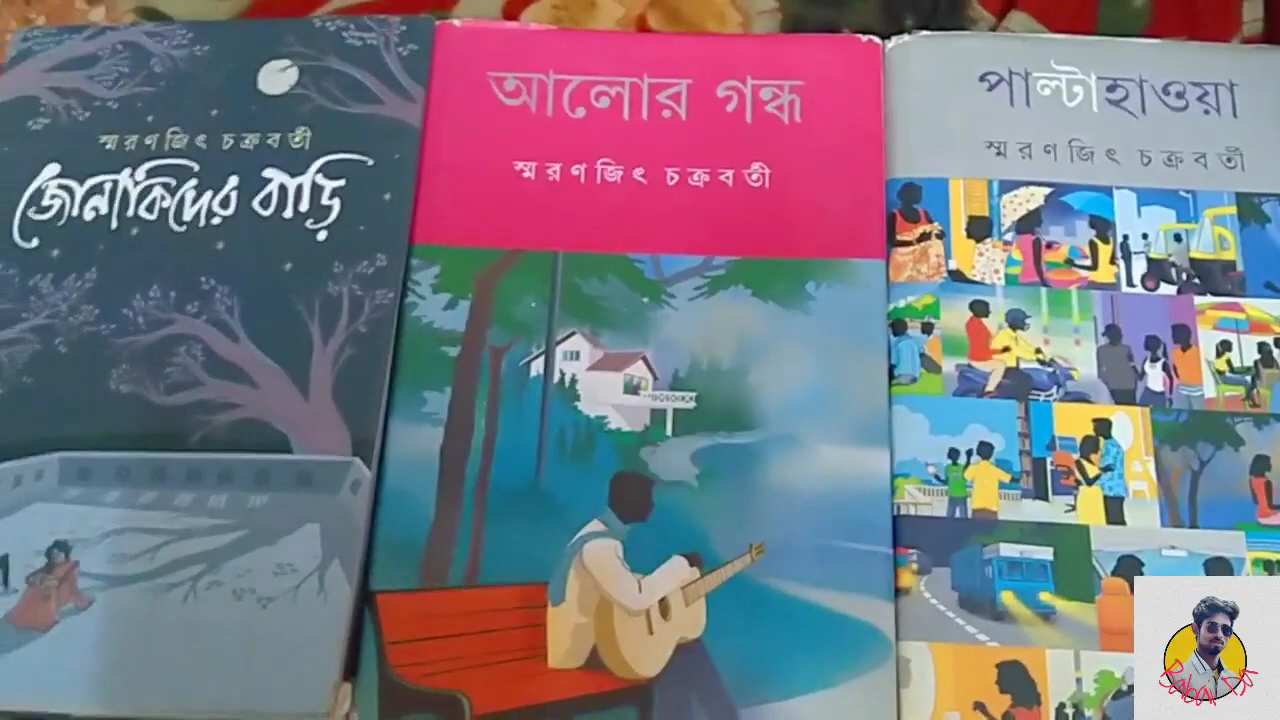 স্মরণজিৎ চক্রবর্তী
জোনাকিদের বাড়ি
আলোর গন্ধ
স্মরণজিৎ চক্রবর্তী
পাল্টাহাওয়া
স্মরণজিৎ চক্রবর্তী